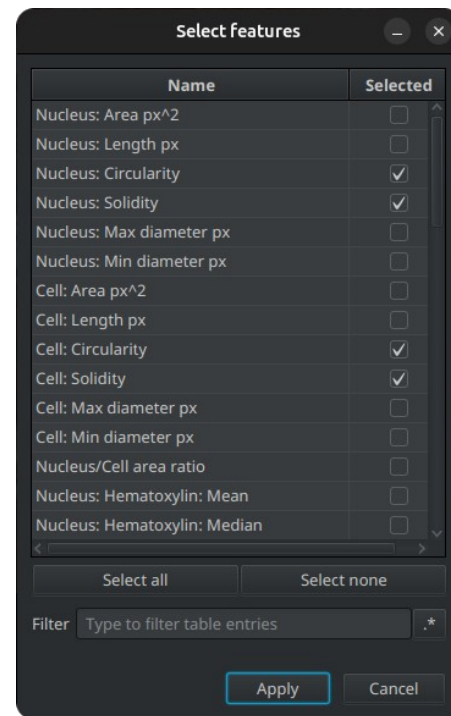 Select features
Name Selected
Nucleus: Area px^2
Nucleus: Length px
Nucleus: Circularity
Nucleus: Solidity
Nucleus: Max diameter px
Nucleus: Min diameter px
Cell: Area px^2
Cell: Length px
Cell: Circularity
Cell: Solidity
Cell: Max diameter px
Cell: Min diameter px
Nucleus/Cell area ratio
Nucleus: Hematoxylin: Mean
Nucleus: Hematoxylin: Median
Select all Select none
Filter Type to filter table entries .*
Apply Cancel